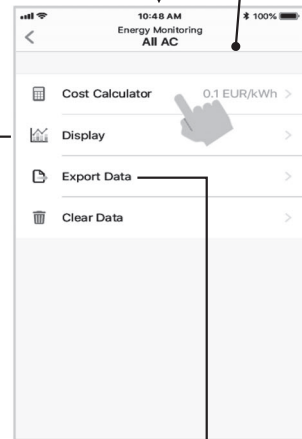 10:48 AM 100%
Energy Monitoring
All AC
Cost Calculator 0.1 EUR/kWh
Display
Export Data
Clear Data